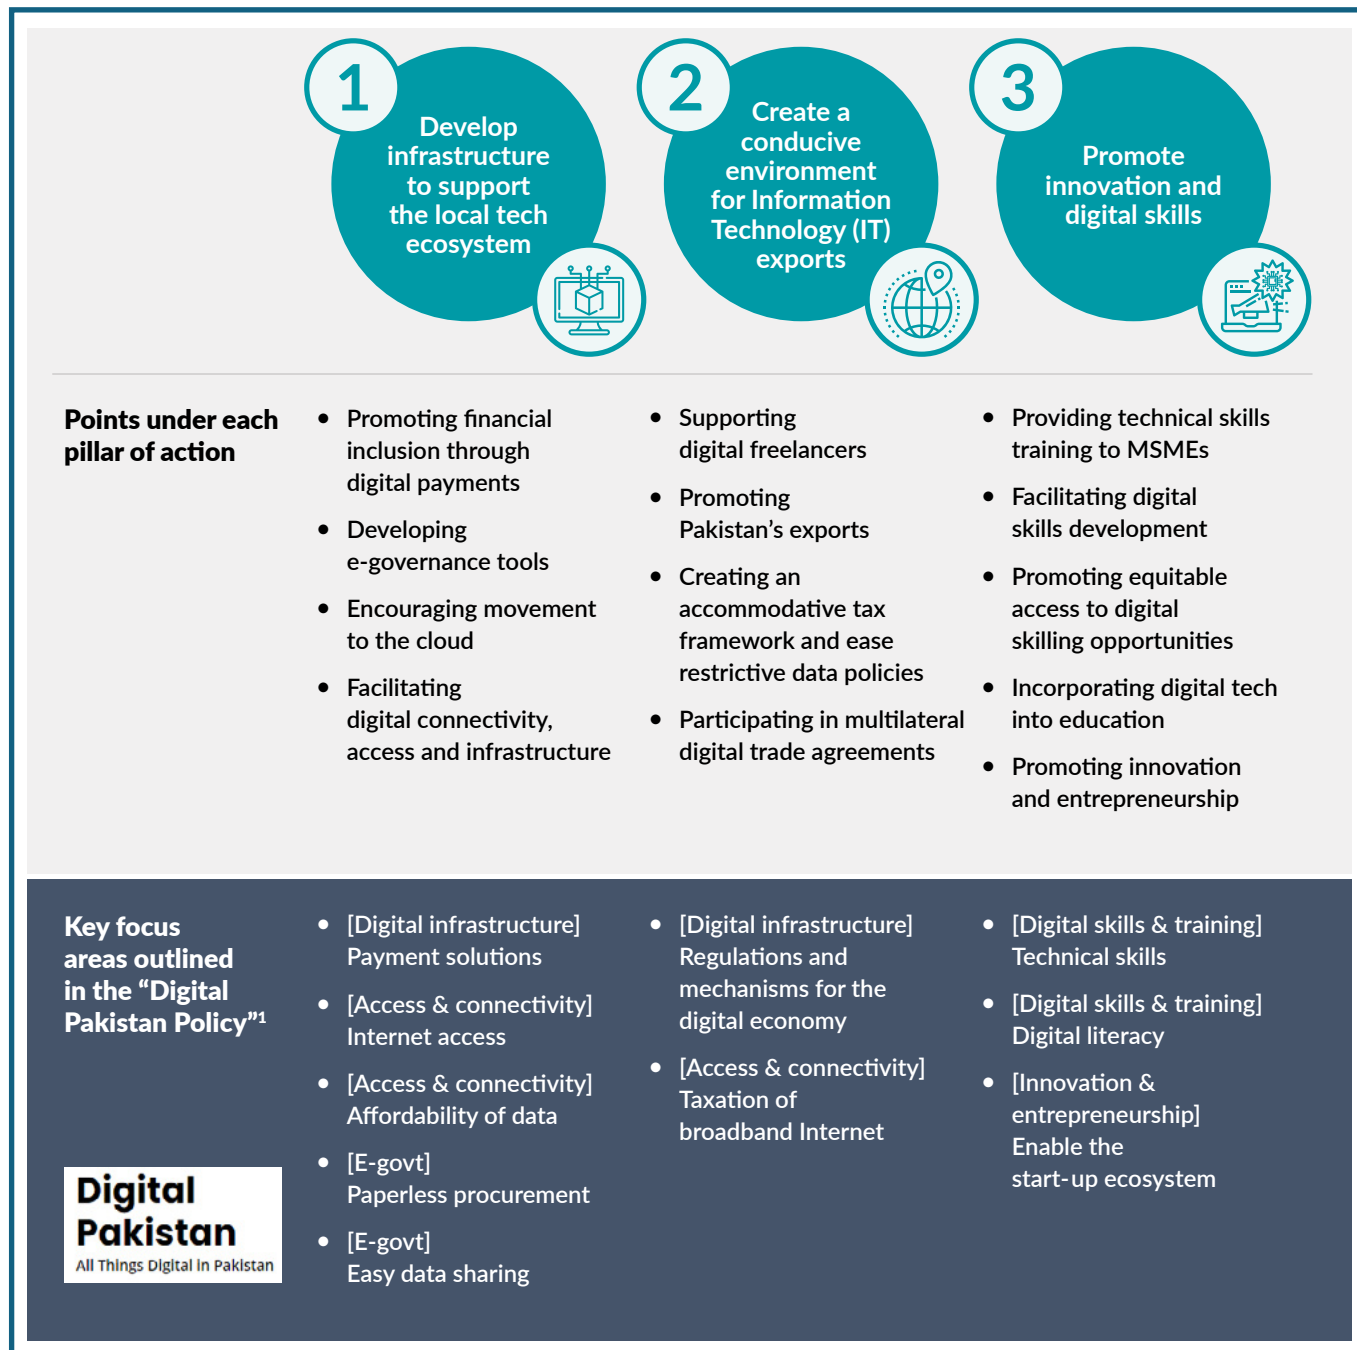 1
Develop
infrastructure
to support
the local tech
ecosystem
2
Create a
conducive
environment
for Information
Technology (IT)
exports
3
Promote
innovation and
digital skills
Points under each
pillar of action
• Promoting financial
inclusion through
digital payments
• Developing
e-governance tools
• Encouraging movement
to the cloud
• Facilitating
digital connectivity,
access and infrastructure
• Supporting
digital freelancers
• Promoting
Pakistan’s exports
• Creating an
accommodative tax
framework and ease
restrictive data policies
• Participating in multilateral
digital trade agreements
• Providing technical skills
training to MSMEs
• Facilitating digital
skills development
• Promoting equitable
access to digital
skilling opportunities
• Incorporating digital tech
into education
• Promoting innovation
and entrepreneurship
Key focus
areas outlined
in the “Digital
Pakistan Policy”¹
• [Digital infrastructure]
Payment solutions
• [Access & connectivity]
Internet access
• [Access & connectivity]
Affordability of data
• [E-govt]
Paperless procurement
• [E-govt]
Easy data sharing
• [Digital infrastructure]
Regulations and
mechanisms for the
digital economy
• [Access & connectivity]
Taxation of
broadband Internet
• [Digital skills & training]
Technical skills
• [Digital skills & training]
Digital literacy
• [Innovation &
entrepreneurship]
Enable the
start-up ecosystem
Digital
Pakistan
All Things Digital in Pakistan